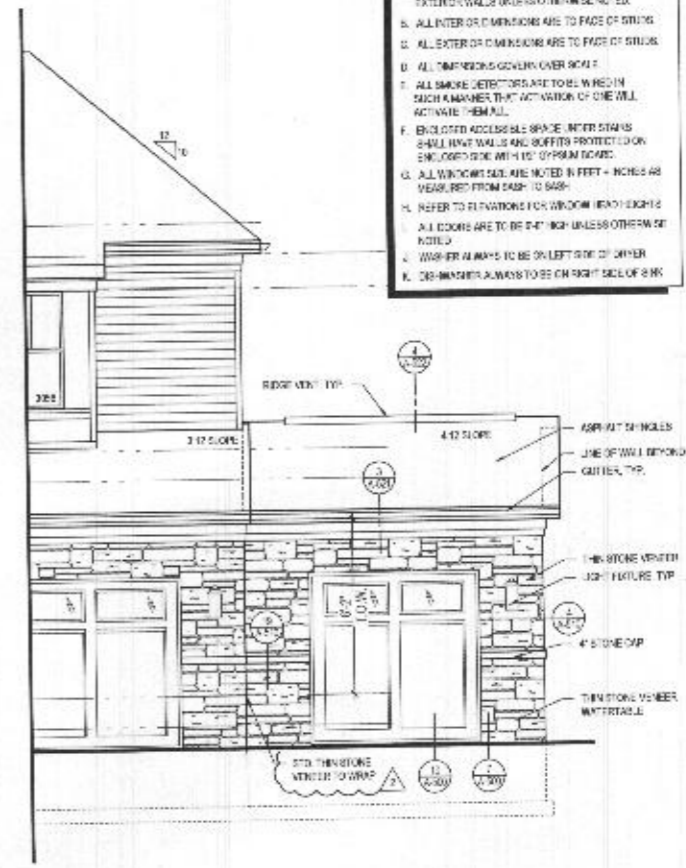 EXTERIOR WALLS UNLESS OTHERWISE NOTED.
B. ALL INTERIOR DIMENSIONS ARE TO FACE OF STUDS.
C. ALL EXTERIOR DIMENSIONS ARE TO FACE OF STUDS.
D. ALL DIMENSIONS GOVERN OVER SCALE.
E. ALL SMOKE DETECTORS ARE TO BE WIRED IN
SUCH A MANNER THAT ACTIVATION OF ONE WILL
ACTIVATE THEM ALL.
F. ENCLOSED ACCESSIBLE SPACE UNDER STAIRS
SHALL HAVE WALLS AND SOFFITS PROTECTED ON
ENCLOSED SIDE WITH 1/2" GYPSUM BOARD.
G. ALL WINDOWS SIZE ARE NOTED IN FEET + INCHES AS
MEASURED FROM SASH TO SASH
H. REFER TO ELEVATIONS FOR WINDOW HEAD HEIGHTS
I. ALL DOORS ARE TO BE HIGH UNLESS OTHERWISE
NOTED
J. WASHER ALWAYS TO BE ON LEFT SIDE OF DRYER
K. DISHWASHER ALWAYS TO BE ON RIGHT SIDE OF SINK
12
10
3056
RIDGE VENT, TYP.
4
3:12 SLOPE
4:12 SLOPE
ASPHALT SHINGLES
LINE OF WALL BEYOND
GUTTER, TYP.
3
THIN STONE VENEER
LIGHT FIXTURE, TYP.
6'-2"
4" STONE CAP
THIN STONE VENEER
WATERTABLE
STD. THIN STONE
VENEER TO WRAP
2